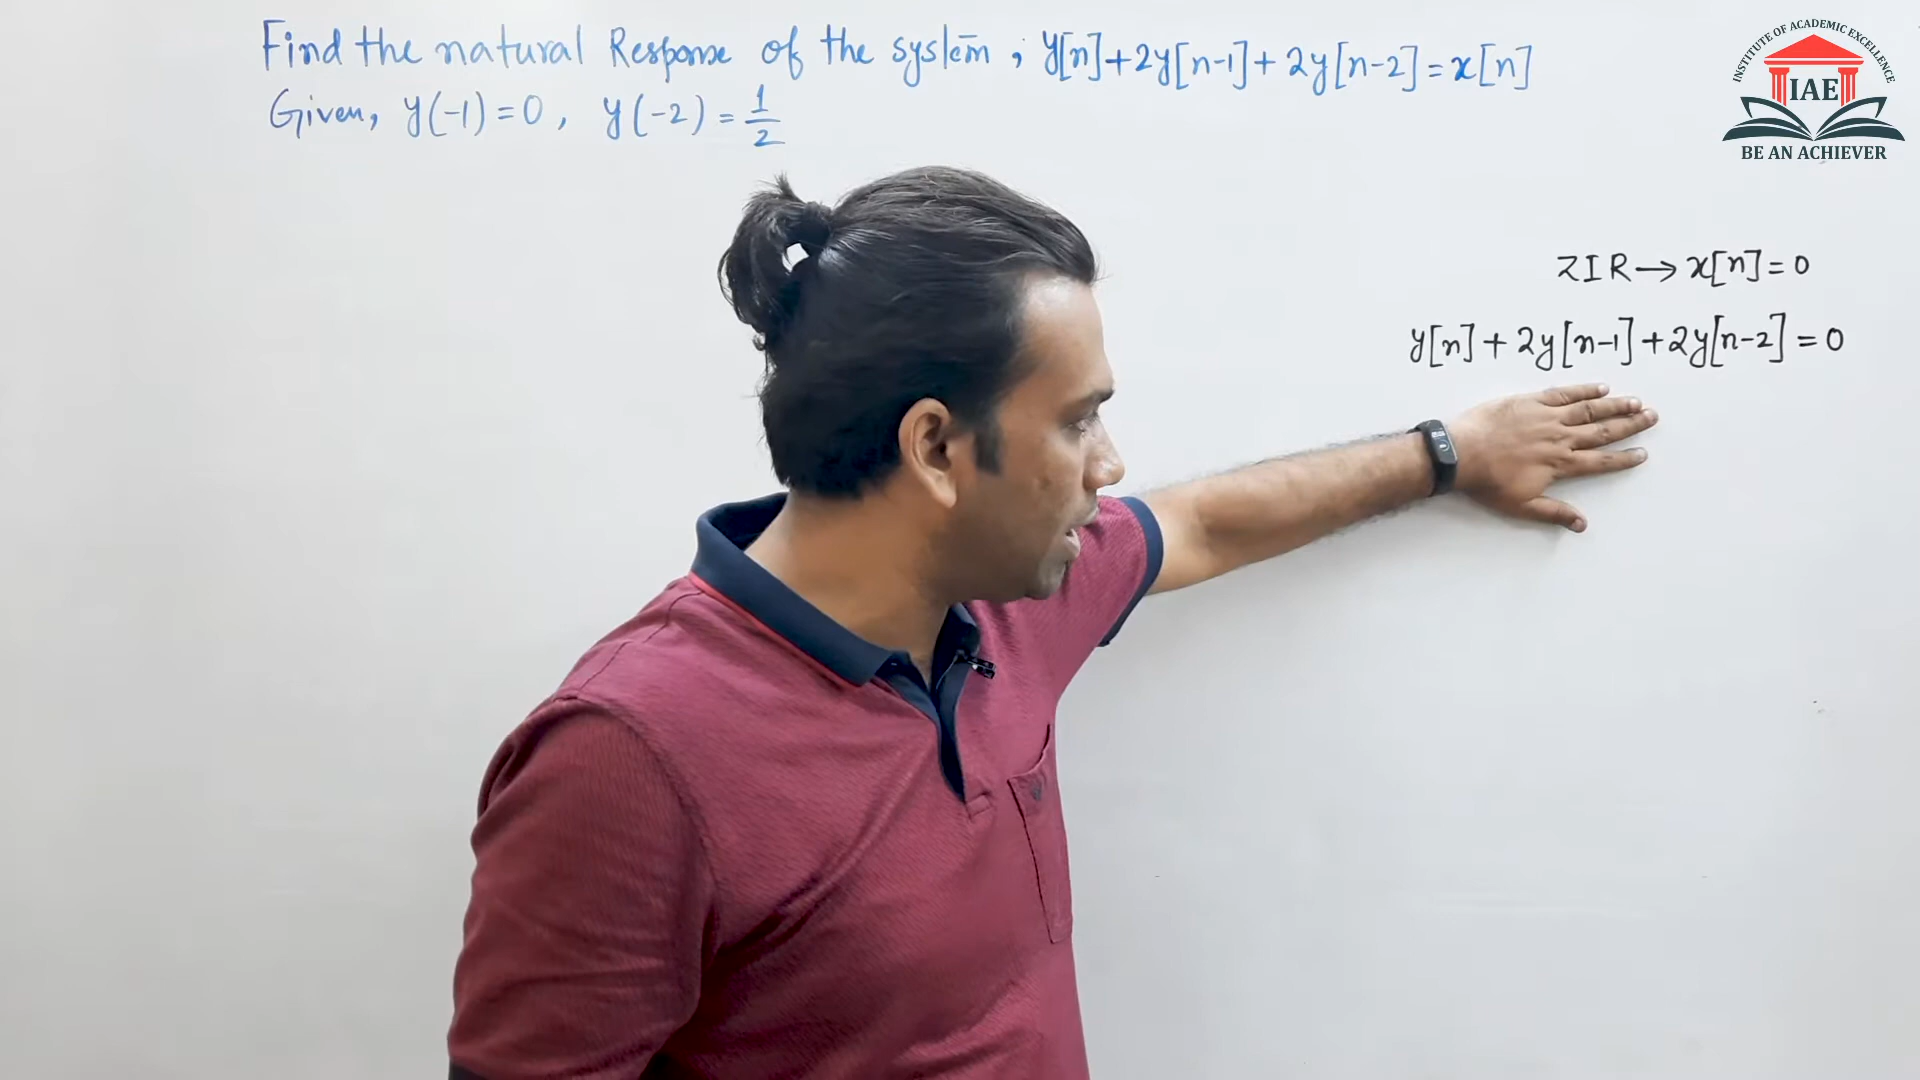 Find the natural Response of the system ; y[n]+2y[n-1]+2y[n-2]=x[n]
Given, y(-1)=0, y(-2)=1/2
INSTITUTE OF ACADEMIC EXCELLENCE
IAE
BE AN ACHIEVER
ZIR→x[n]=0
y[n]+2y[n-1]+2y[n-2]=0